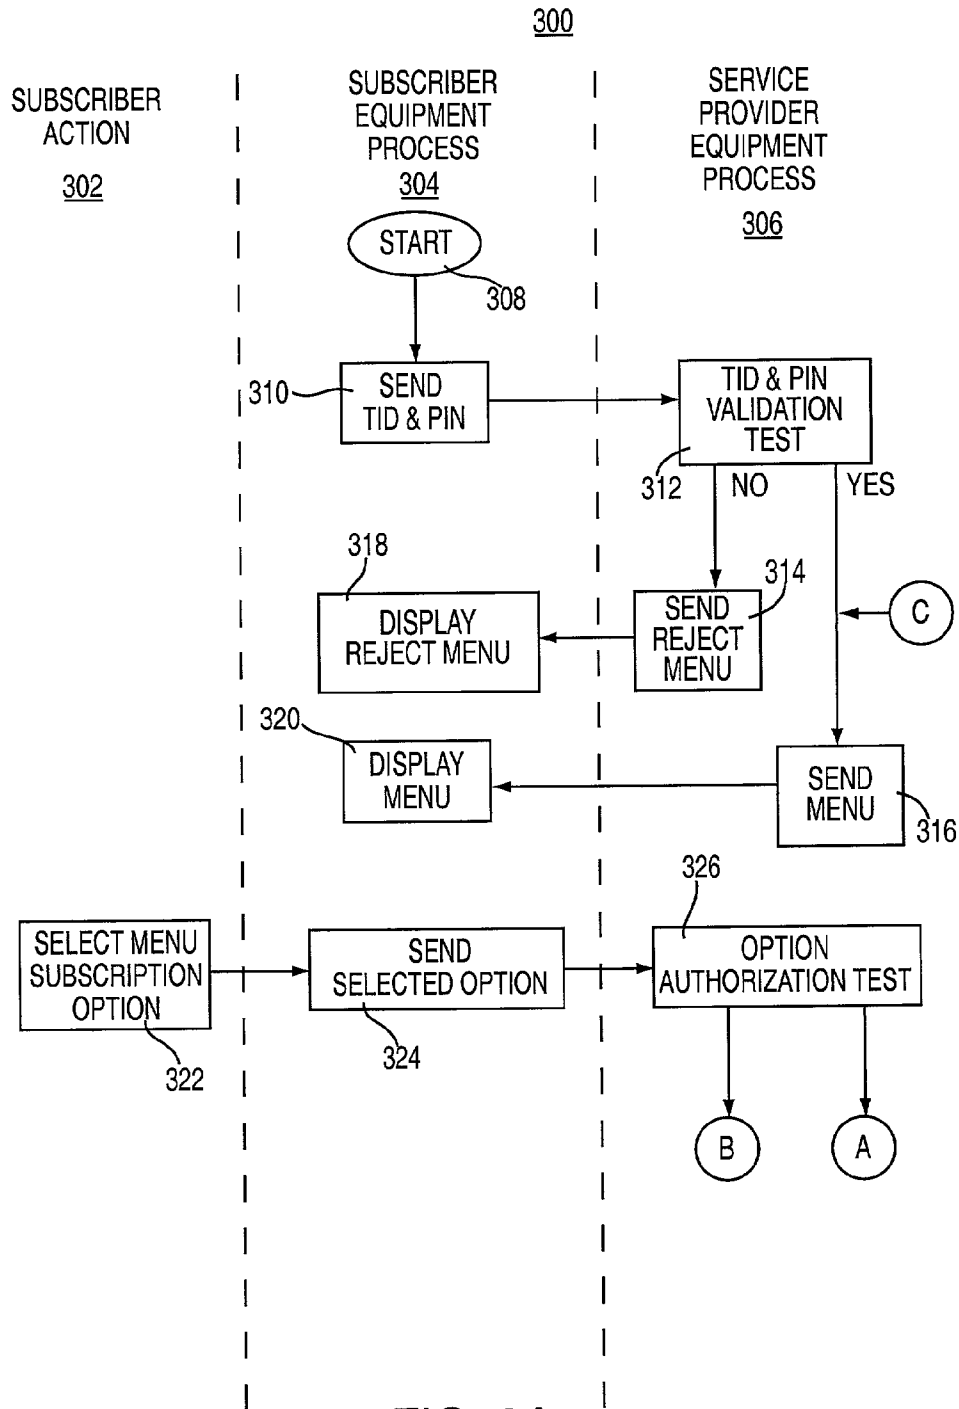 300
SUBSCRIBER
ACTION
302
SUBSCRIBER
EQUIPMENT
PROCESS
304
SERVICE
PROVIDER
EQUIPMENT
PROCESS
306
START
308
310
SEND
TID & PIN
TID & PIN
VALIDATION
TEST
312
NO
YES
318
DISPLAY
REJECT MENU
314
SEND
REJECT
MENU
C
320
DISPLAY
MENU
SEND
MENU
316
326
SELECT MENU
SUBSCRIPTION
OPTION
322
SEND
SELECTED OPTION
324
OPTION
AUTHORIZATION TEST
B
A